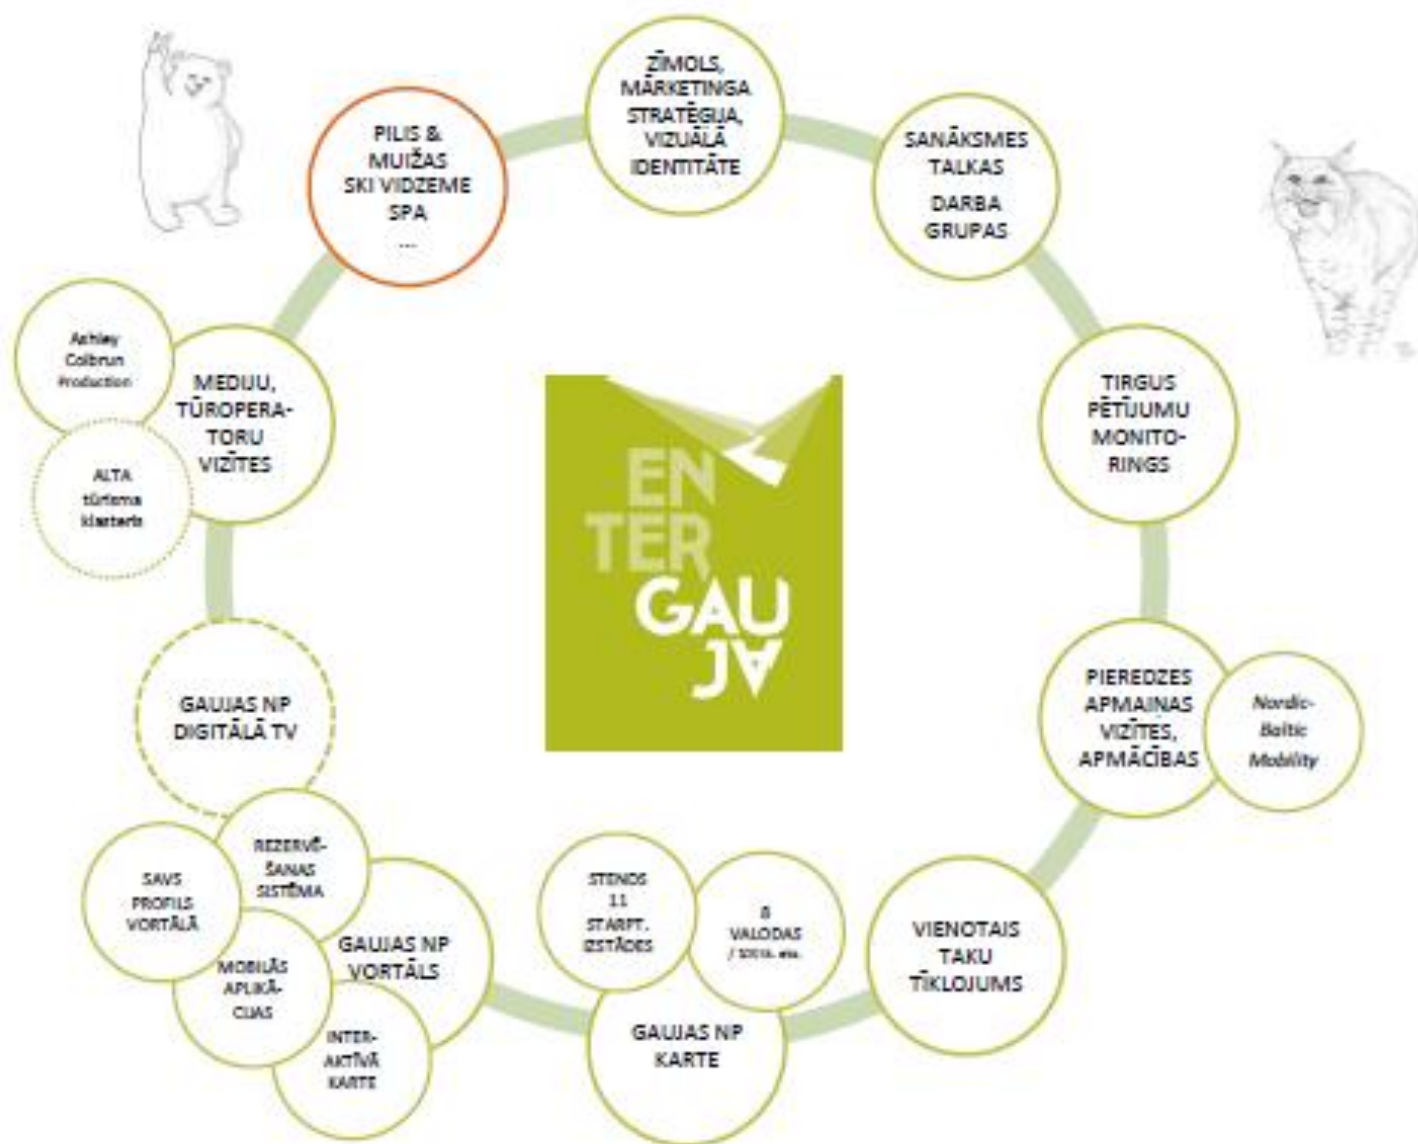 ZĪMOLS,
MĀRKETINGA
STRATĒĢIJA,
VIZUĀLĀ
IDENTITĀTE
SANĀKSMES
TALKAS
DARBA
GRUPAS
TIRGUS
PĒTĪJUMU
MONITO-
RINGS
PIEREDZES
APMAIŅAS
VIZĪTES,
APMĀCĪBAS
Nordic-
Baltic
Mobility
VIENOTAIS
TAKU
TĪKLOJUMS
GAUJAS NP
KARTE
8
VALODAS
STENDS
11
STARPT.
IZSTĀDES
GAUJAS NP
VORTĀLS
INTER-
AKTĪVĀ
KARTE
MOBILĀS
APLIKĀ-
CIJAS
SAVS
PROFILS
VORTĀLĀ
REZERVĒ-
ŠANAS
SISTĒMA
GAUJAS NP
DIGITĀLĀ TV
MEDIJU,
TŪROPERA-
TORU
VIZĪTES
ALTA
tūrisma
klasteris
Ashley
Colbrun
Production
PILIS &
MUIŽAS
SKI VIDZEME
SPA
...
EN
TER
GAU
JA